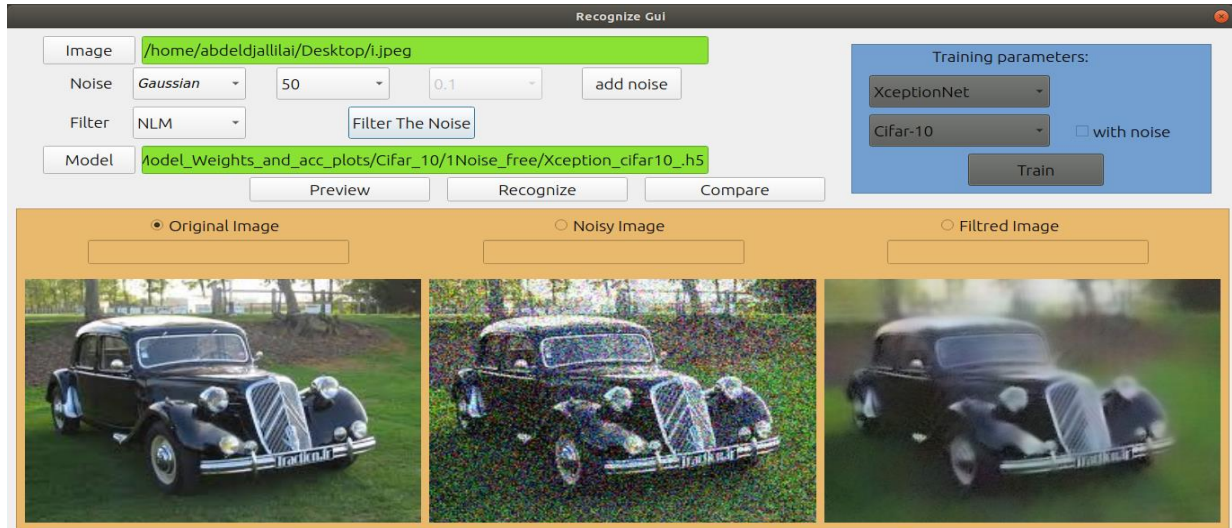 Recognize Gui
Image /home/abdeldjallilai/Desktop/i.jpeg
Noise Gaussian 50 0.1 add noise
Filter NLM Filter The Noise
Model Model_Weights_and_acc_plots/Cifar_10/1Noise_free/Xception_cifar10_.h5
Preview Recognize Compare
Training parameters:
XceptionNet
Cifar-10 with noise
Train
Original Image Noisy Image Filtred Image
Traction.fr